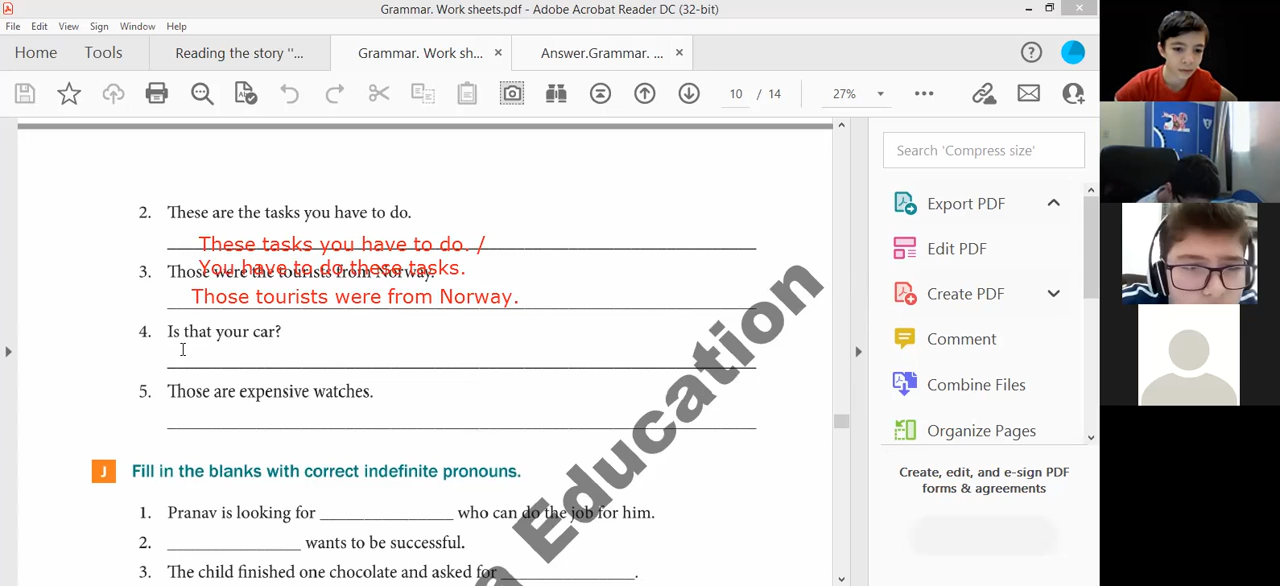 Grammar. Work sheets.pdf - Adobe Acrobat Reader DC (32-bit)
File Edit View Sign Window Help
Home Tools Reading the story "... Grammar. Work sh... × Answer.Grammar. ... ×
10 / 14 27%
Search 'Compress size'
2. These are the tasks you have to do.
These tasks you have to do. /
You have to do these tasks.
3. Those were the tourists from Norway.
Those tourists were from Norway.
4. Is that your car?
5. Those are expensive watches.
J Fill in the blanks with correct indefinite pronouns.
1. Pranav is looking for ______________ who can do the job for him.
2. ______________ wants to be successful.
3. The child finished one chocolate and asked for ______________.
Education
Export PDF
Edit PDF
Create PDF
Comment
Combine Files
Organize Pages
Create, edit, and e-sign PDF
forms & agreements